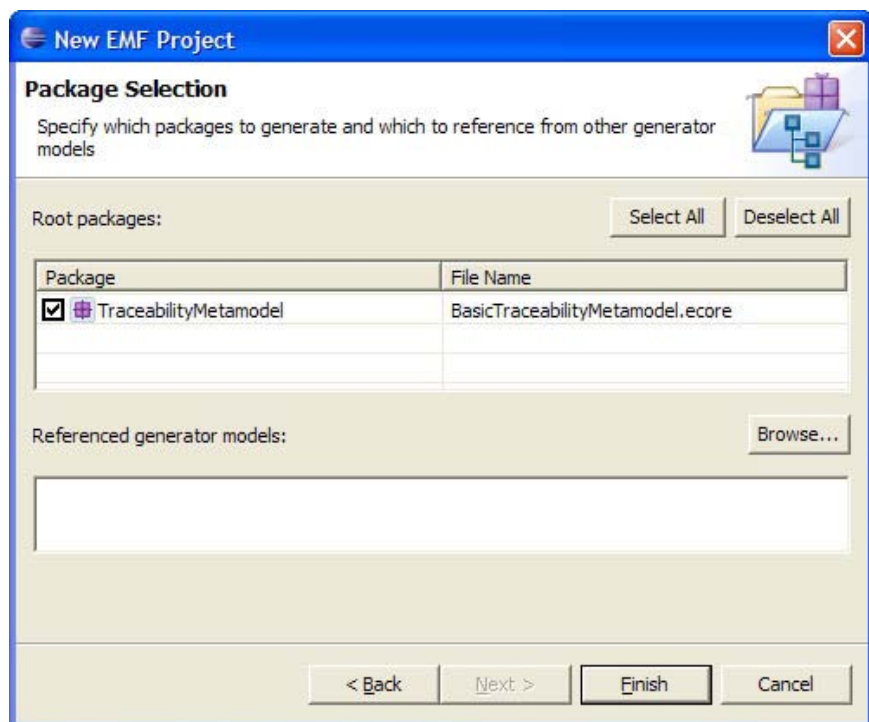 New EMF Project
Package Selection
Specify which packages to generate and which to reference from other generator
models
Root packages:
Select All
Deselect All
Package
File Name
TraceabilityMetamodel
BasicTraceabilityMetamodel.ecore
Referenced generator models:
Browse...
< Back
Next >
Finish
Cancel